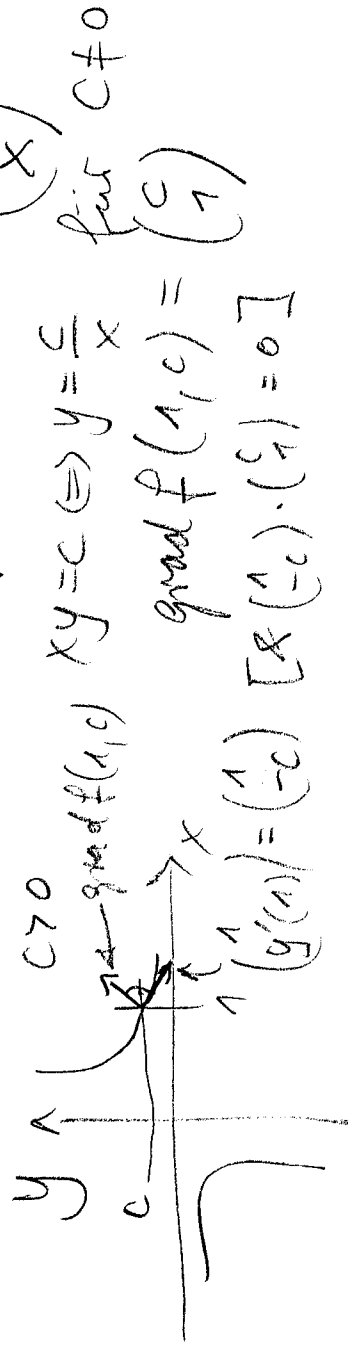 x)
xy = c ⇔ y = c/x für c ≠ 0
grad f(1, c) = (c 1)
[& (1 -c) · (c 1) = 0]
y
c > 0
grad f(1, c)
c
1
x
(1 y'(1)) = (1 -c)